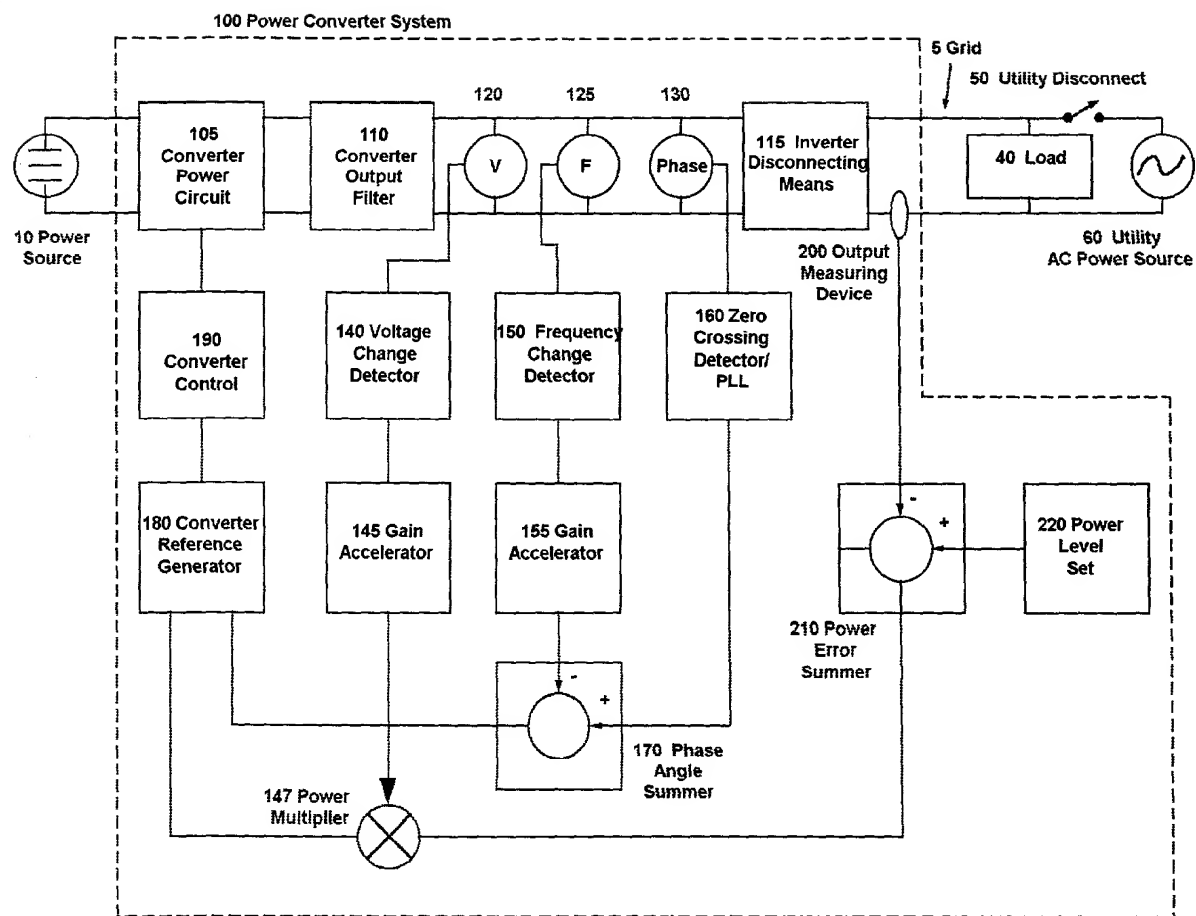 100 Power Converter System
5 Grid
50 Utility Disconnect
120
125
130
105
Converter
Power
Circuit
110
Converter
Output
Filter
V
F
Phase
115 Inverter
Disconnecting
Means
40 Load
10 Power
Source
200 Output
Measuring
Device
60 Utility
AC Power Source
190
Converter
Control
140 Voltage
Change
Detector
150 Frequency
Change
Detector
160 Zero
Crossing
Detector/
PLL
180 Converter
Reference
Generator
145 Gain
Accelerator
155 Gain
Accelerator
-
+
220 Power
Level
Set
210 Power
Error
Summer
-
+
170 Phase
Angle
Summer
147 Power
Multiplier